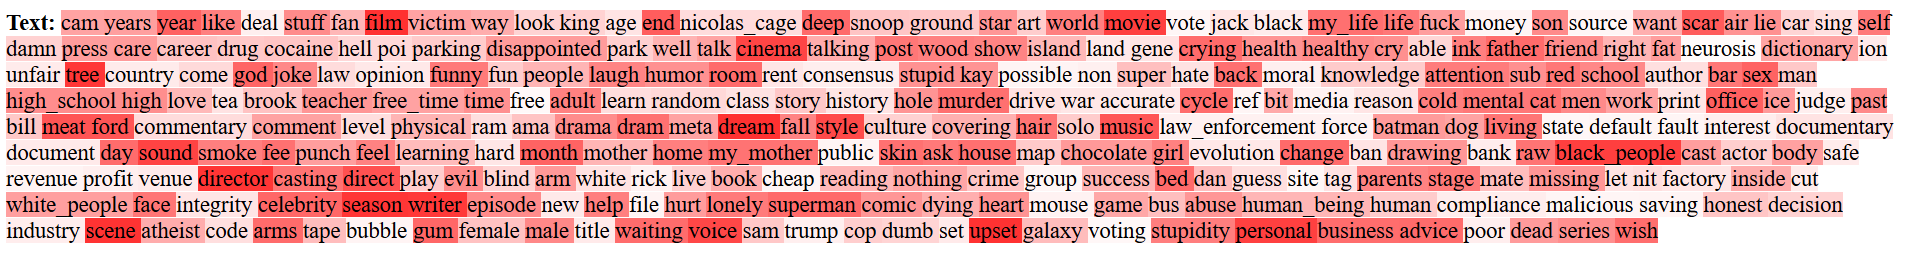 Text: cam years year like deal stuff fan film victim way look king age end nicolas_cage deep snoop ground star art world movie vote jack black my_life life fuck money son source want scar air lie car sing self
damn press care career drug cocaine hell poi parking disappointed park well talk cinema talking post wood show island land gene crying health healthy cry able ink father friend right fat neurosis dictionary ion
unfair tree country come god joke law opinion funny fun people laugh humor room rent consensus stupid kay possible non super hate back moral knowledge attention sub red school author bar sex man
high_school high love tea brook teacher free_time time free adult learn random class story history hole murder drive war accurate cycle ref bit media reason cold mental cat men work print office ice judge past
bill meat ford commentary comment level physical ram ama drama dram meta dream fall style culture covering hair solo music law_enforcement force batman dog living state default fault interest documentary
document day sound smoke fee punch feel learning hard month mother home my_mother public skin ask house map chocolate girl evolution change ban drawing bank raw black_people cast actor body safe
revenue profit venue director casting direct play evil blind arm white rick live book cheap reading nothing crime group success bed dan guess site tag parents stage mate missing let nit factory inside cut
white_people face integrity celebrity season writer episode new help file hurt lonely superman comic dying heart mouse game bus abuse human_being human compliance malicious saving honest decision
industry scene atheist code arms tape bubble gum female male title waiting voice sam trump cop dumb set upset galaxy voting stupidity personal business advice poor dead series wish